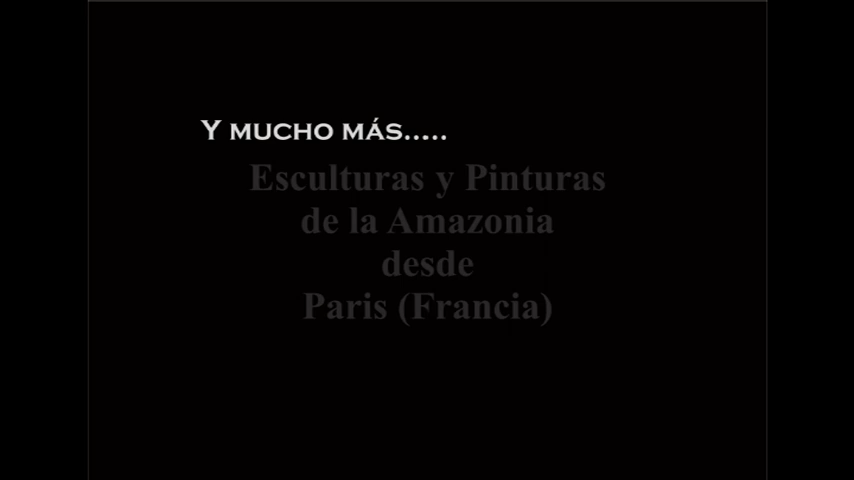 Y MUCHO MÁS.....
Esculturas y Pinturas
de la Amazonia
desde
Paris (Francia)